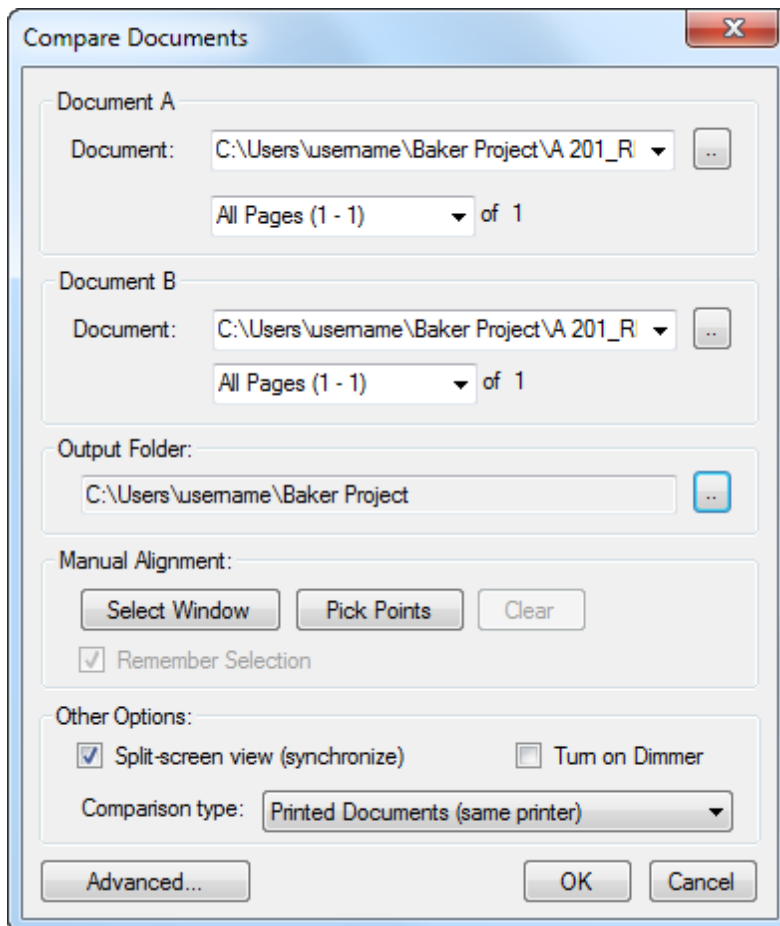 Compare Documents
Document A
Document: C:\Users\username\Baker Project\A 201_R
..
All Pages (1 - 1) of 1
Document B
Document: C:\Users\username\Baker Project\A 201_R
..
All Pages (1 - 1) of 1
Output Folder:
C:\Users\username\Baker Project
..
Manual Alignment:
Select Window Pick Points Clear
Remember Selection
Other Options:
Split-screen view (synchronize) Turn on Dimmer
Comparison type: Printed Documents (same printer)
Advanced... OK Cancel